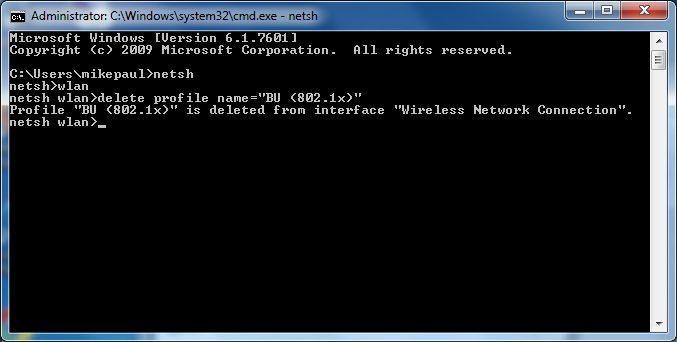 Administrator: C:\Windows\system32\cmd.exe - netsh
Microsoft Windows [Version 6.1.7601]
Copyright (c) 2009 Microsoft Corporation.  All rights reserved.
C:\Users\mikepaul>netsh
netsh>wlan
netsh wlan>delete profile name="BU (802.1x)"
Profile "BU (802.1x)" is deleted from interface "Wireless Network Connection".
netsh wlan>_